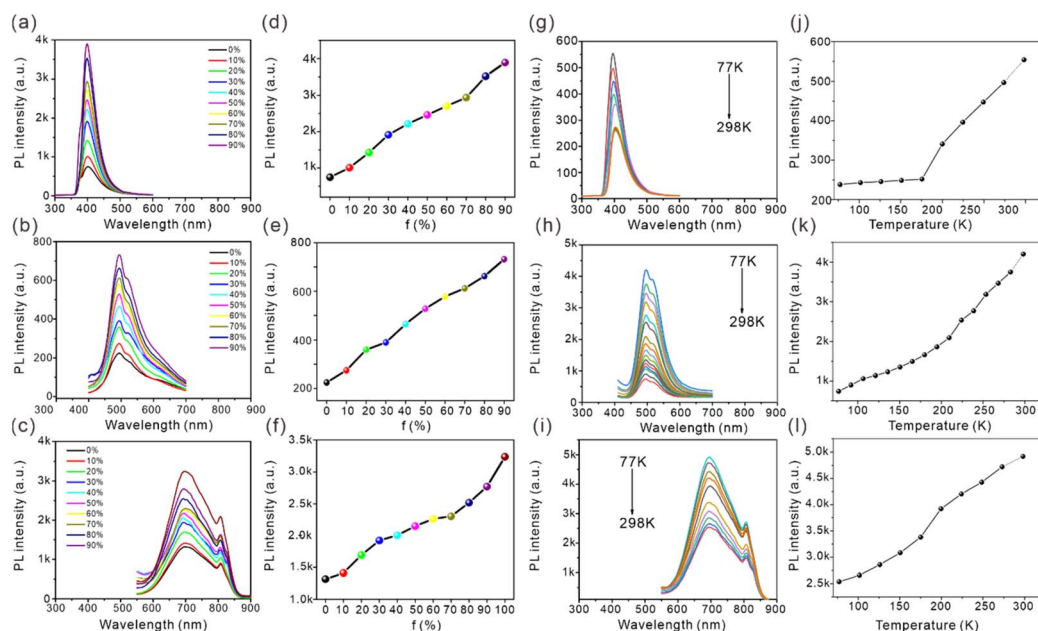 (a)
PL intensity (a.u.)
4k
3k
2k
1k
0
300 400 500 600 700 800 900
Wavelength (nm)
0%
10%
20%
30%
40%
50%
60%
70%
80%
90%
(d)
PL intensity (a.u.)
4k
3k
2k
1k
0
0 10 20 30 40 50 60 70 80 90
f (%)
(g)
PL intensity (a.u.)
600
500
400
300
200
100
0
300 400 500 600 700 800 900
Wavelength (nm)
77K
298K
(j)
PL intensity (a.u.)
600
550
500
450
400
350
300
250
200
100 150 200 250 300
Temperature (K)
(b)
PL intensity (a.u.)
800
600
400
200
0
300 400 500 600 700 800 900
Wavelength (nm)
0%
10%
20%
30%
40%
50%
60%
70%
80%
90%
(e)
PL intensity (a.u.)
800
600
400
200
0 10 20 30 40 50 60 70 80 90
f (%)
(h)
PL intensity (a.u.)
5k
4k
3k
2k
1k
0
300 400 500 600 700 800 900
Wavelength (nm)
77K
298K
(k)
PL intensity (a.u.)
4k
3k
2k
1k
0
100 150 200 250 300
Temperature (K)
(c)
PL intensity (a.u.)
4k
3k
2k
1k
0
300 400 500 600 700 800 900
Wavelength (nm)
0%
10%
20%
30%
40%
50%
60%
70%
80%
90%
(f)
PL intensity (a.u.)
3.5k
3.0k
2.5k
2.0k
1.5k
1.0k
0 10 20 30 40 50 60 70 80 90 100
f (%)
(i)
PL intensity (a.u.)
5k
4k
3k
2k
1k
300 400 500 600 700 800
Wavelength (nm)
77K
298K
(l)
PL intensity (a.u.)
5.0k
4.5k
4.0k
3.5k
5.0k
2.5k
100 150 200 250 300
Temperature (K)